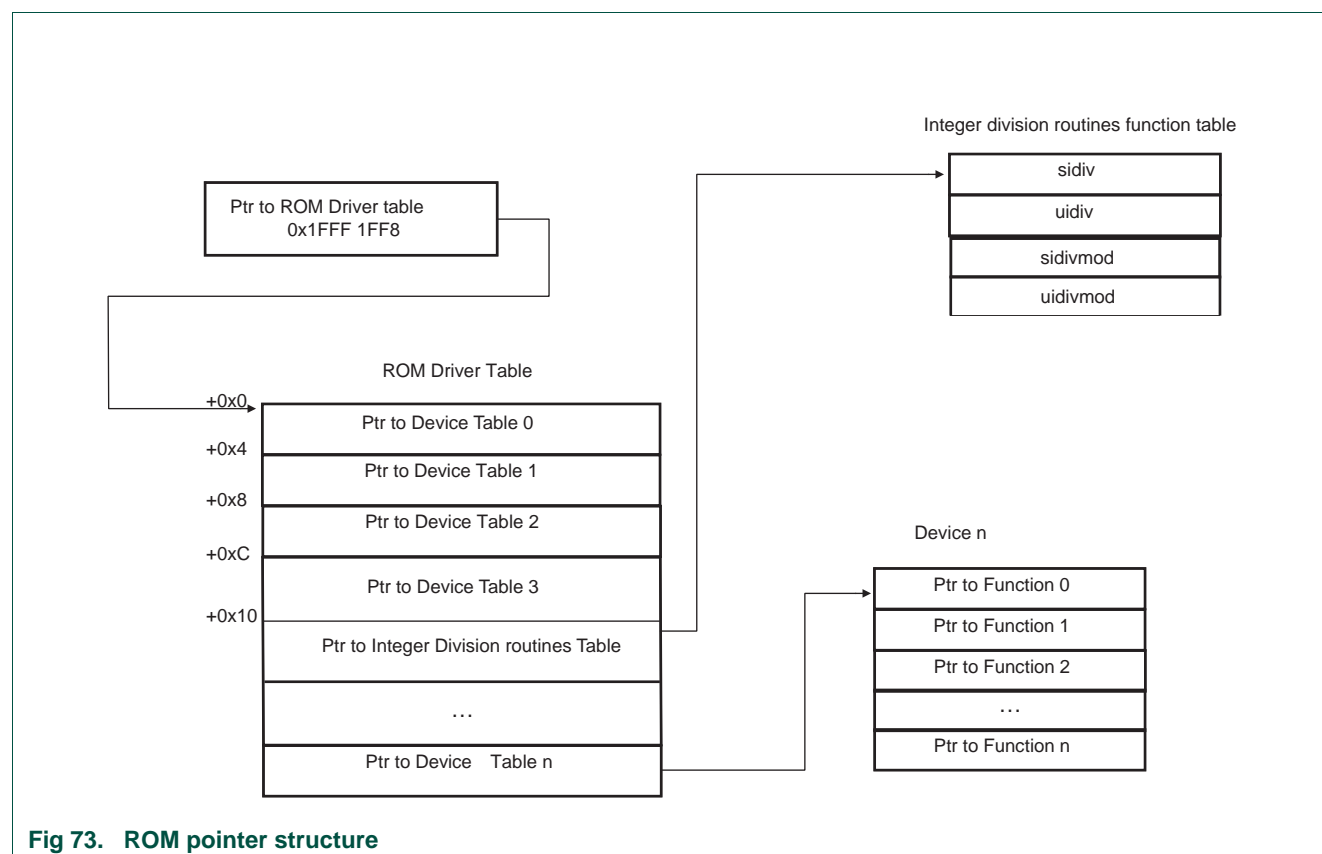 Integer division routines function table
sidiv
uidiv
sidivmod
uidivmod
Ptr to ROM Driver table
0x1FFF 1FF8
ROM Driver Table
+0x0
Ptr to Device Table 0
+0x4
Ptr to Device Table 1
+0x8
Ptr to Device Table 2
+0xC
Ptr to Device Table 3
+0x10
Ptr to Integer Division routines Table
…
Ptr to Device Table n
Device n
Ptr to Function 0
Ptr to Function 1
Ptr to Function 2
…
Ptr to Function n
Fig 73. ROM pointer structure